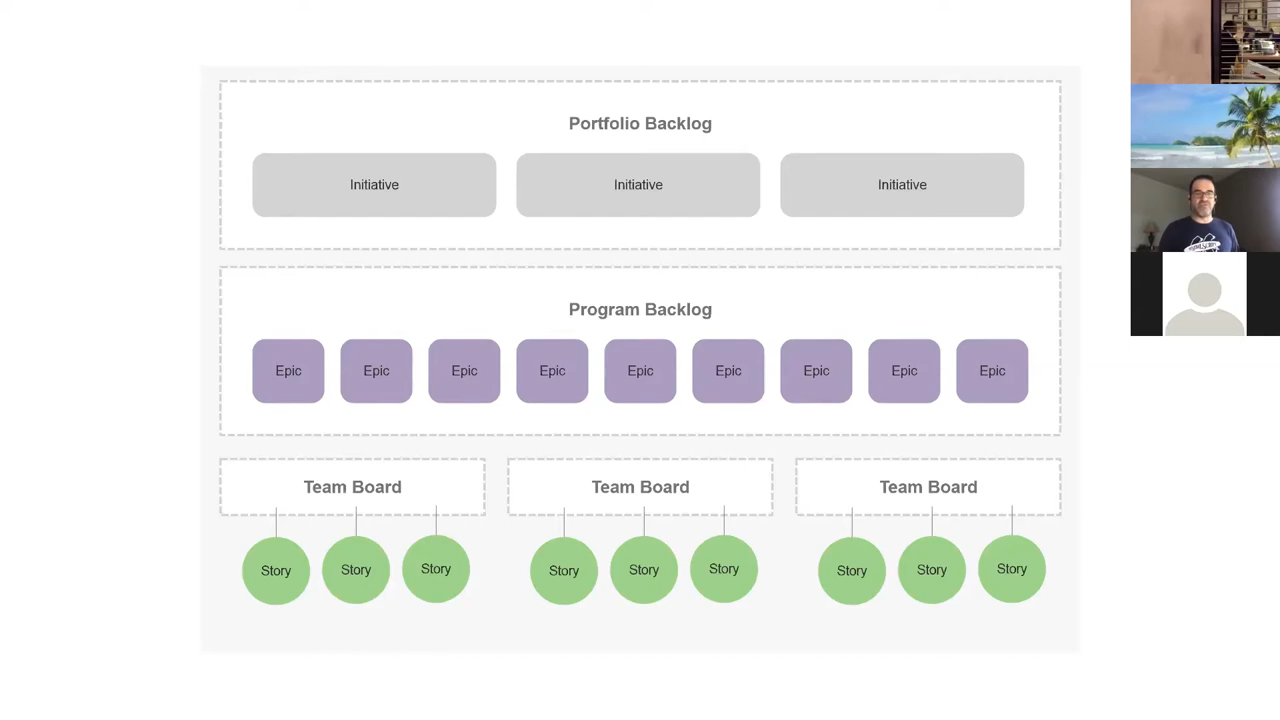 Portfolio Backlog
Initiative Initiative Initiative
Program Backlog
Epic Epic Epic Epic Epic Epic Epic Epic Epic
Team Board Team Board Team Board
Story Story Story Story Story Story Story Story Story